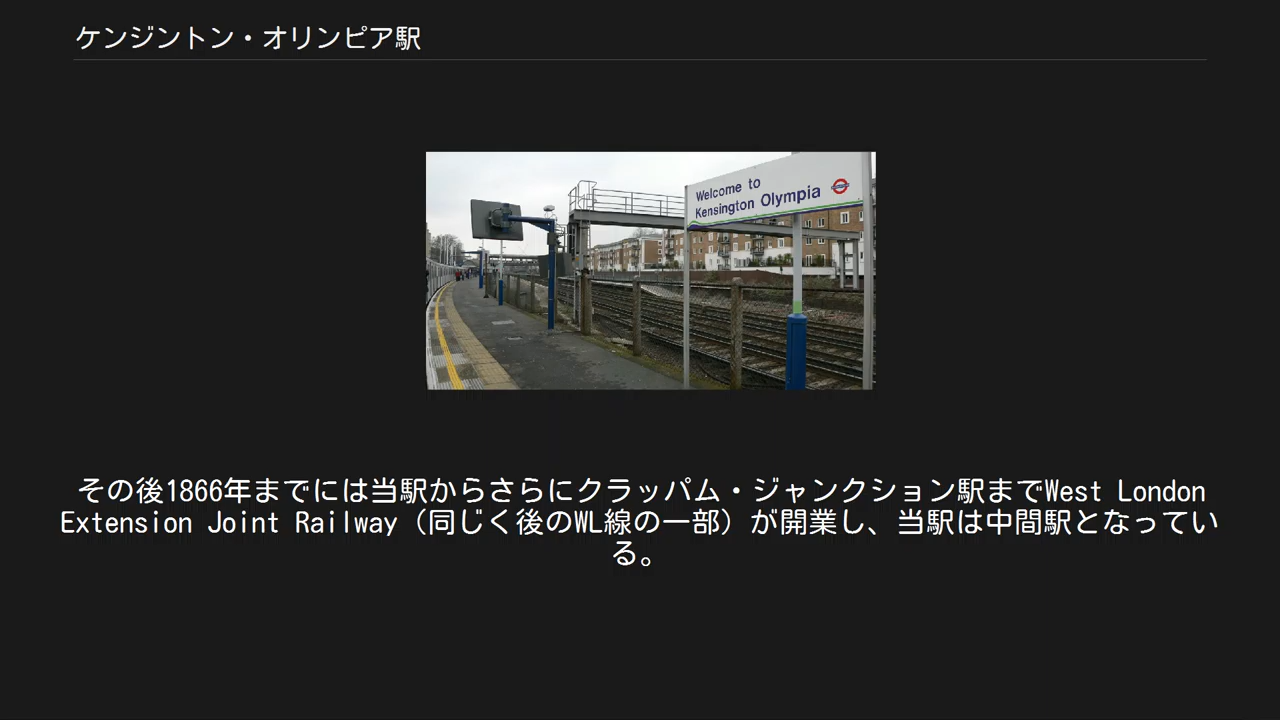 ケンジントン・オリンピア駅
Welcome to
Kensington Olympia
その後1866年までには当駅からさらにクラッパム・ジャンクション駅までWest London
Extension Joint Railway（同じく後のWL線の一部）が開業し、当駅は中間駅となってい
る。